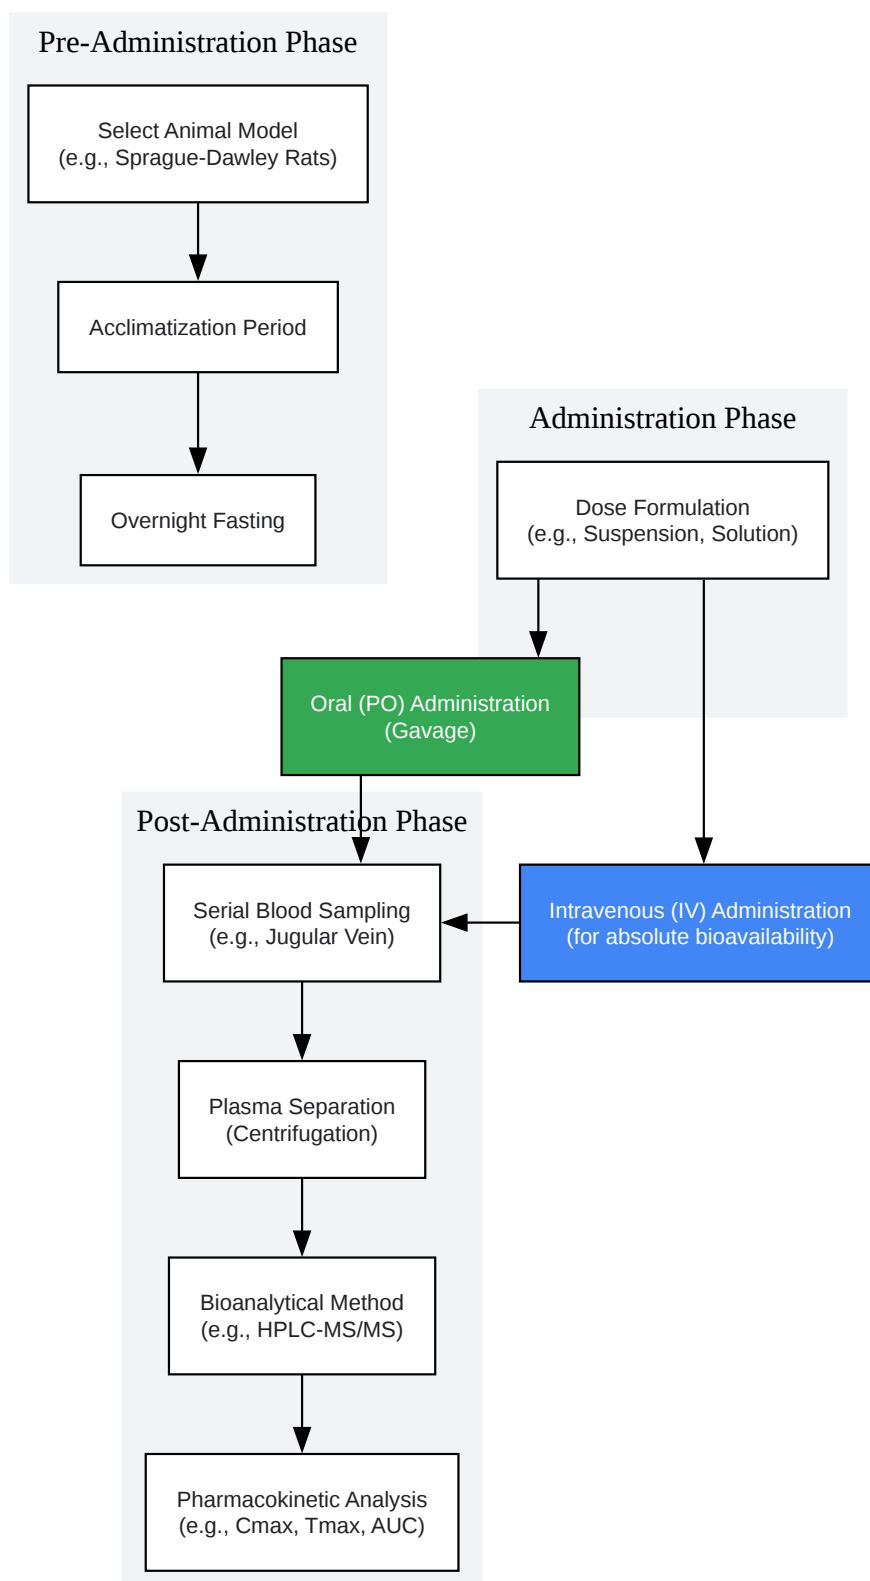 Pre-Administration Phase
Select Animal Model
(e.g., Sprague-Dawley Rats)
Acclimatization Period
Overnight Fasting
Administration Phase
Dose Formulation
(e.g., Suspension, Solution)
Oral (PO) Administration
(Gavage)
Intravenous (IV) Administration
(for absolute bioavailability)
Post-Administration Phase
Serial Blood Sampling
(e.g., Jugular Vein)
Plasma Separation
(Centrifugation)
Bioanalytical Method
(e.g., HPLC-MS/MS)
Pharmacokinetic Analysis
(e.g., Cmax, Tmax, AUC)